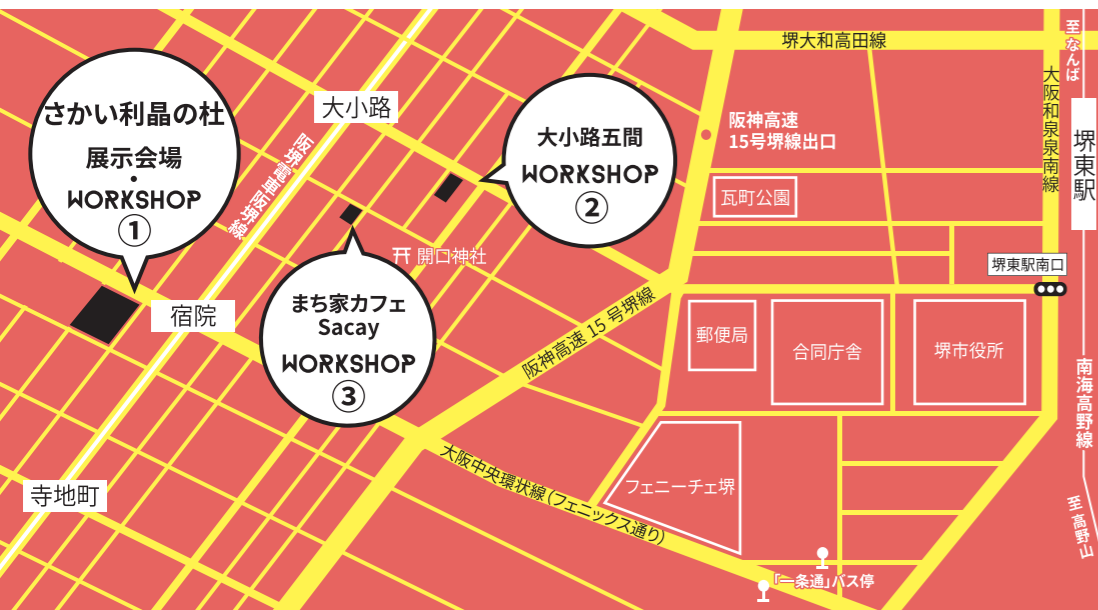 堺大和高田線
至なんば
大阪和泉泉南線
堺東駅
大小路
さかい利晶の杜
展示会場
・
WORKSHOP
①
阪堺電車阪堺線
大小路五間
WORKSHOP
②
阪神高速
15号堺線出口
瓦町公園
開口神社
堺東駅南口
宿院
まち家カフェ
Sacay
WORKSHOP
③
阪神高速 15 号堺線
郵便局
合同庁舎
堺市役所
南海高野線
大阪中央環状線(フェニックス通り)
フェニーチェ堺
寺地町
至高野山
「一条通」バス停